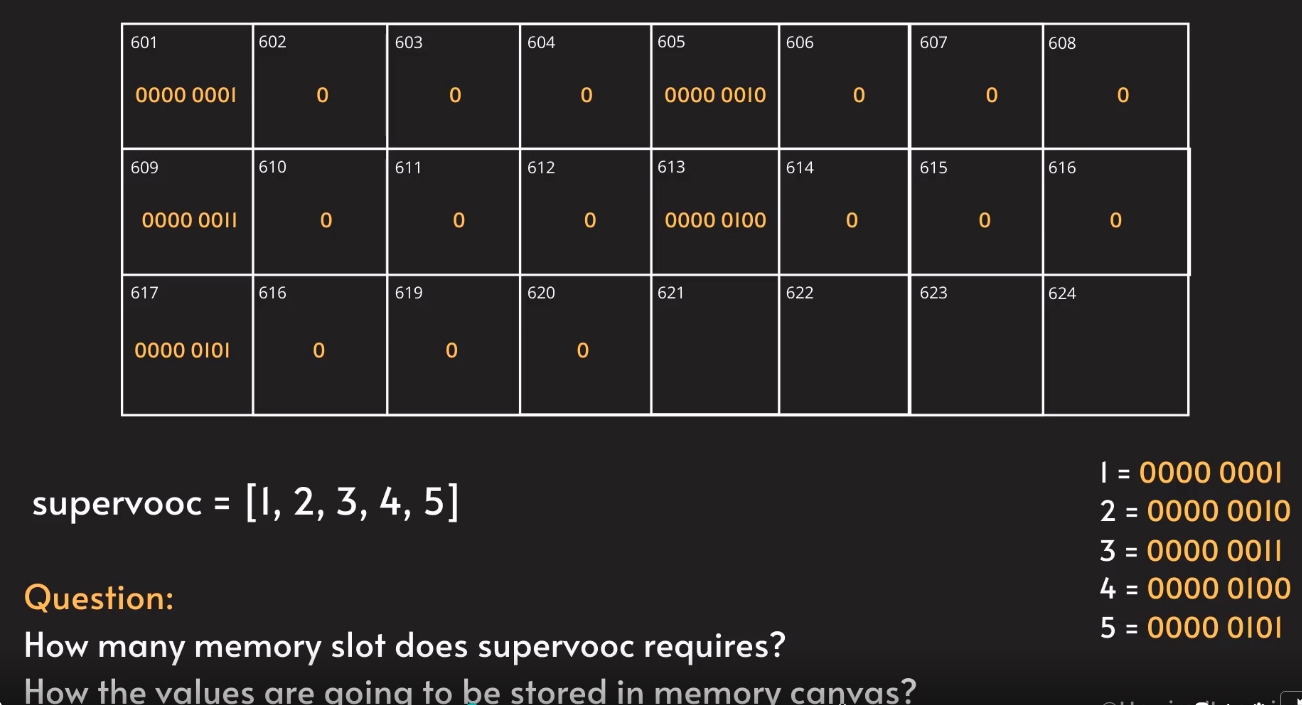 601 602 603 604 605 606 607 608
0000 0001 0 0 0 0000 0010 0 0 0
609 610 611 612 613 614 615 616
0000 0011 0 0 0 0000 0100 0 0 0
617 616 619 620 621 622 623 624
0000 0101 0 0 0
supervooc = [1, 2, 3, 4, 5]
1 = 0000 0001
2 = 0000 0010
3 = 0000 0011
4 = 0000 0100
5 = 0000 0101
Question:
How many memory slot does supervooc requires?
How the values are going to be stored in memory canvas?